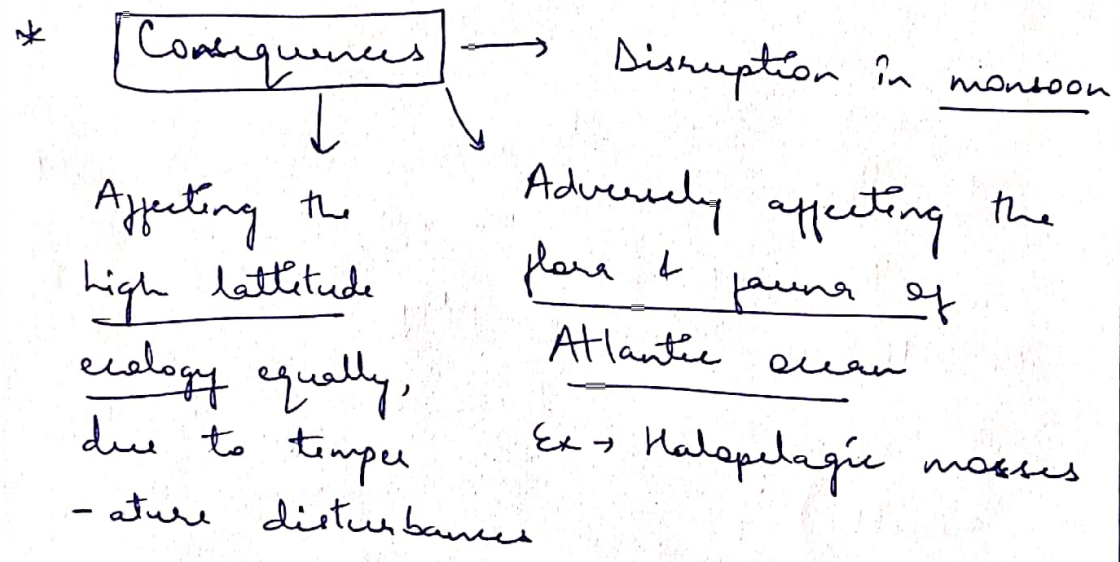 * Consequences → Disruption in monsoon
Affecting the
high lattitude
ecology equally,
due to temper
- ature disturbances
Adversely affecting the
flora & fauna of
Atlantic ocean
Ex → Halopelagic mosses